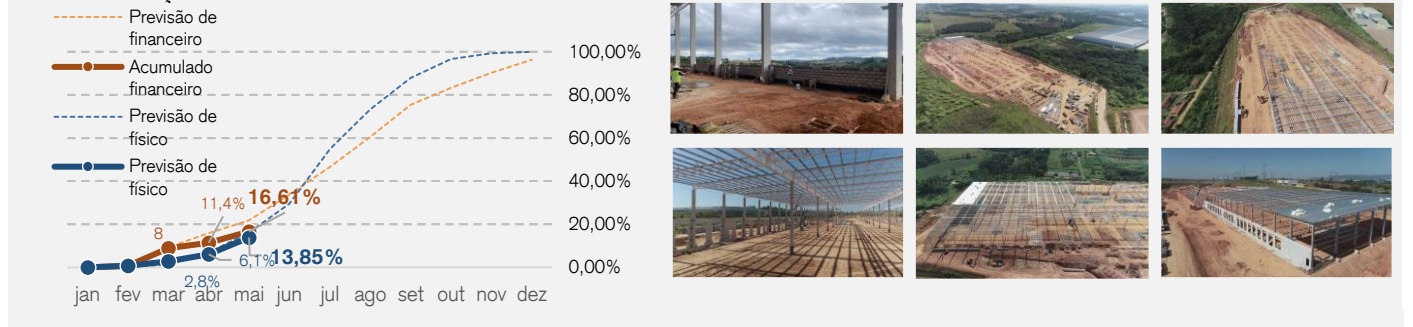 Previsão de
financeiro
Acumulado
financeiro
Previsão de
físico
Previsão de
físico
100,00%
80,00%
60,00%
40,00%
20,00%
0,00%
11,4%
16,61%
8
6,1%
13,85%
2,8%
jan fev mar abr mai jun jul ago set out nov dez